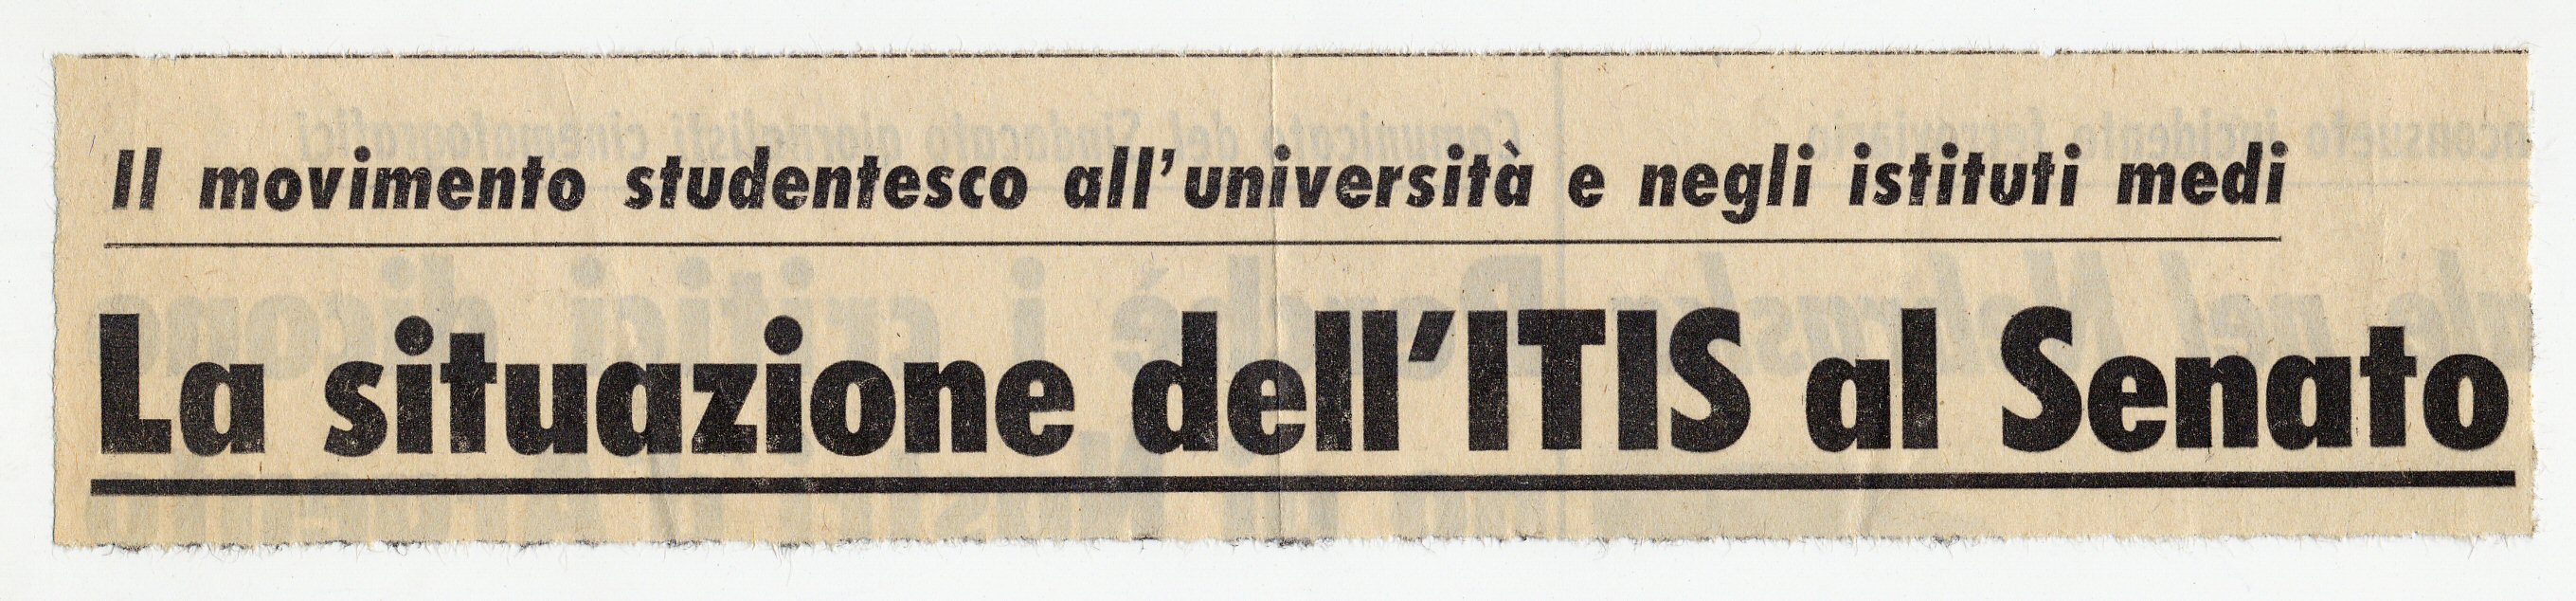 Il movimento studentesco all'università e negli istituti medi
La situazione dell'ITIS al Senato